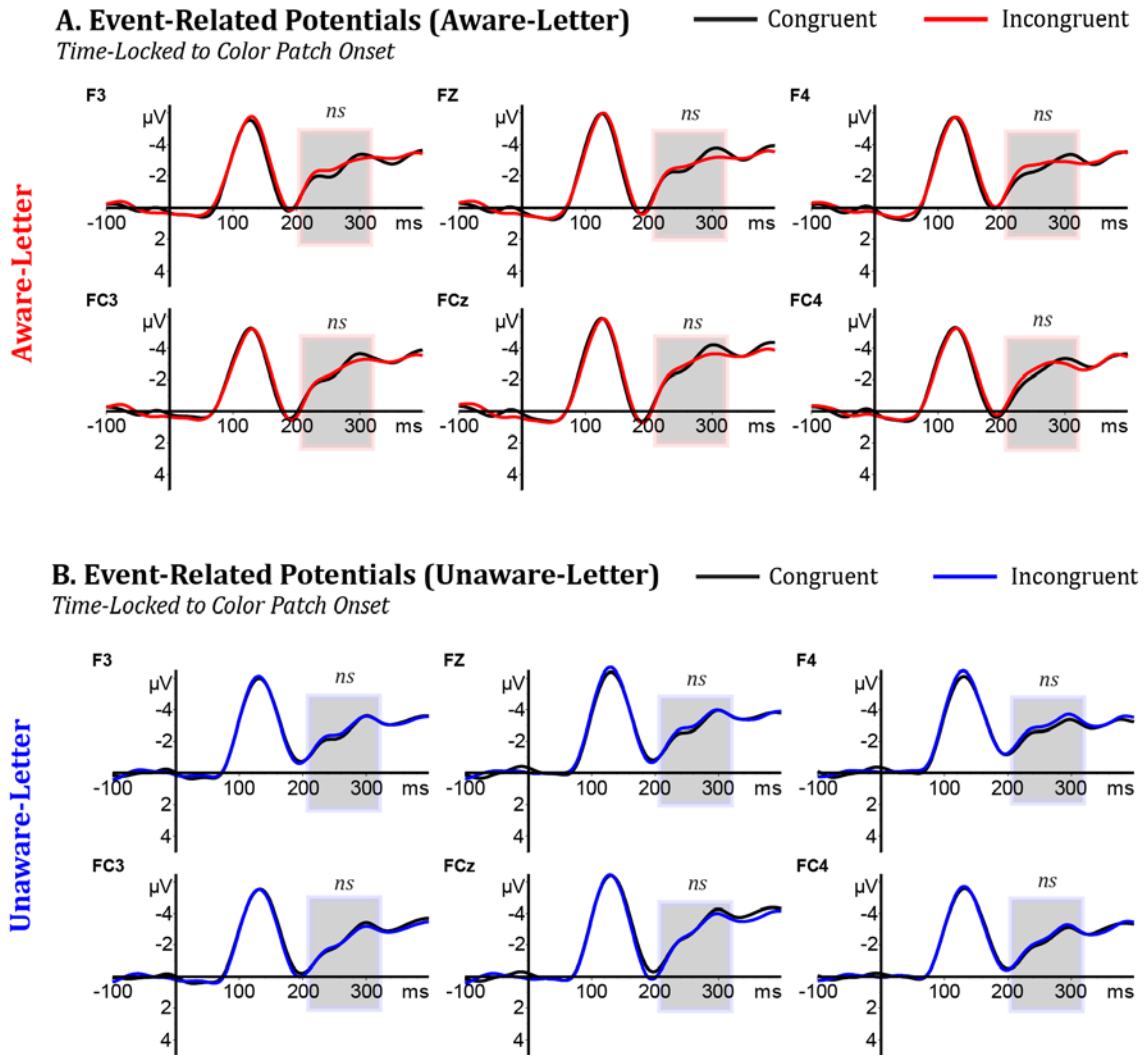 A. Event-Related Potentials (Aware-Letter) Congruent Incongruent
Time-Locked to Color Patch Onset
Aware-Letter
F3 FZ F4
ns ns ns
µV µV µV
-4 -4 -4
-2 -2 -2
-100 100 200 300 ms -100 100 200 300 ms -100 100 200 300 ms
2 2 2
4 4 4
FC3 FCz FC4
ns ns ns
µV µV µV
-4 -4 -4
-2 -2 -2
-100 100 200 300 ms -100 100 200 300 ms -100 100 200 300 ms
2 2 2
4 4 4
B. Event-Related Potentials (Unaware-Letter) Congruent Incongruent
Time-Locked to Color Patch Onset
Unaware-Letter
F3 FZ F4
ns ns ns
µV µV µV
-4 -4 -4
-2 -2 -2
-100 100 200 300 ms -100 100 200 300 ms -100 100 200 300 ms
2 2 2
4 4 4
FC3 FCz FC4
ns ns ns
µV µV µV
-4 -4 -4
-2 -2 -2
-100 100 200 300 ms -100 100 200 300 ms -100 100 200 300 ms
2 2 2
4 4 4